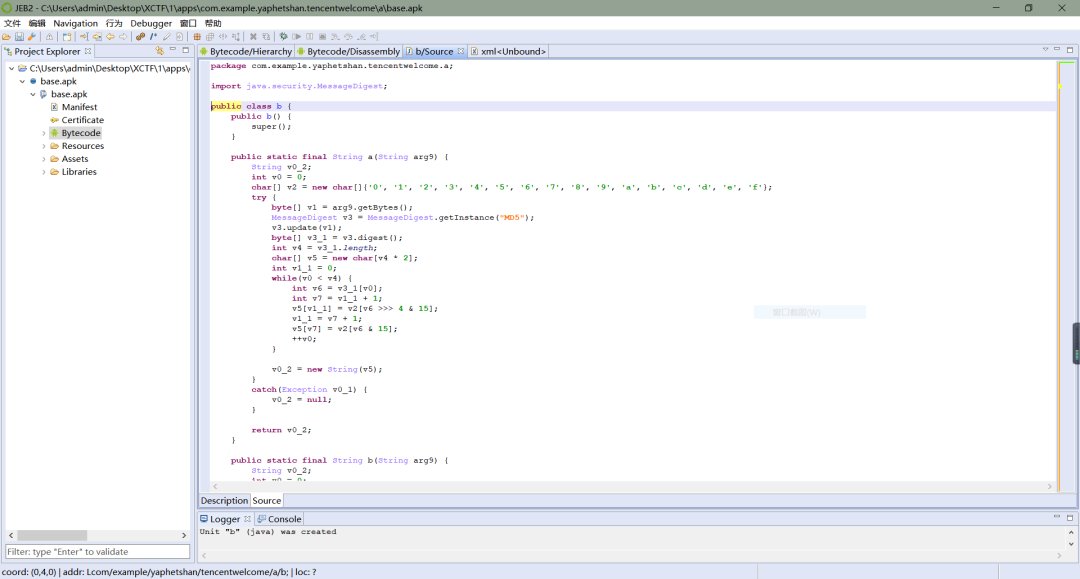 JEB2 - C:\Users\admin\Desktop\XCTF\1\apps\com.example.yaphetshan.tencentwelcome\a\base.apk
文件 编辑 Navigation 行为 Debugger 窗口 帮助
Project Explorer
C:\Users\admin\Desktop\XCTF\1\apps\
base.apk
base.apk
Manifest
Certificate
Bytecode
Resources
Assets
Libraries
Filter: type "Enter" to validate
Bytecode/Hierarchy Bytecode/Disassembly b/Source xml<Unbound>
package com.example.yaphetshan.tencentwelcome.a;
import java.security.MessageDigest;
public class b {
public b() {
super();
}
public static final String a(String arg9) {
String v0_2;
int v0 = 0;
char[] v2 = new char[]{'0', '1', '2', '3', '4', '5', '6', '7', '8', '9', 'a', 'b', 'c', 'd', 'e', 'f'};
try {
byte[] v1 = arg9.getBytes();
MessageDigest v3 = MessageDigest.getInstance("MD5");
v3.update(v1);
byte[] v3_1 = v3.digest();
int v4 = v3_1.length;
char[] v5 = new char[v4 * 2];
int v1_1 = 0;
while(v0 < v4) {
int v6 = v3_1[v0];
int v7 = v1_1 + 1;
v5[v1_1] = v2[v6 >>> 4 & 15];
v1_1 = v7 + 1;
v5[v7] = v2[v6 & 15];
++v0;
}
v0_2 = new String(v5);
}
catch(Exception v0_1) {
v0_2 = null;
}
return v0_2;
}
public static final String b(String arg9) {
String v0_2;
int v0 = 0;
窗口截图(W)
Description Source
Logger Console
Unit "b" (java) was created
coord: (0,4,0) | addr: Lcom/example/yaphetshan/tencentwelcome/a/b; | loc: ?